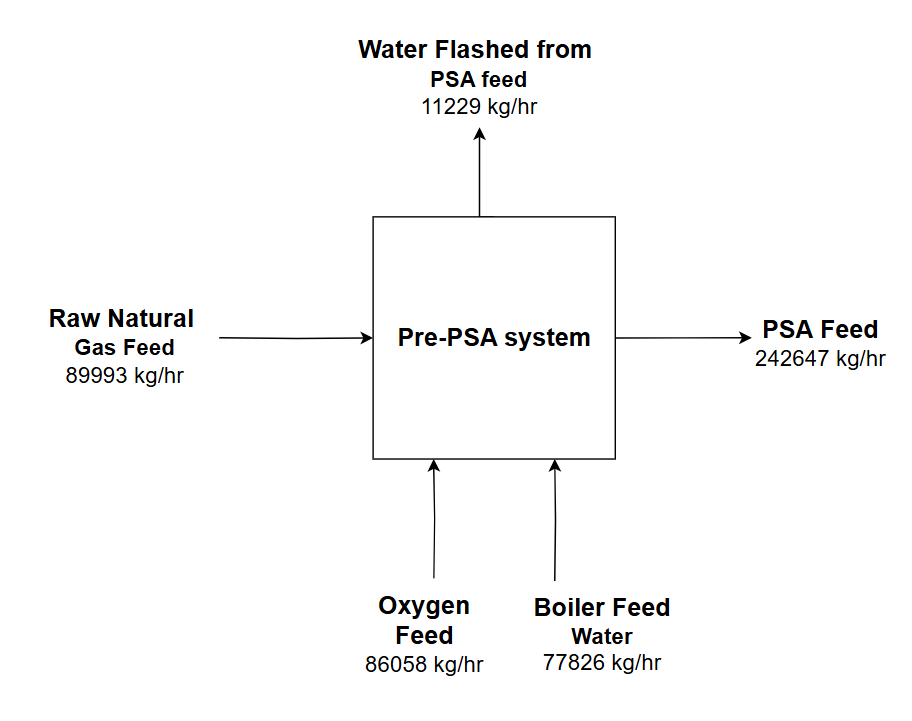 Water Flashed from
PSA feed
11229 kg/hr
Raw Natural
Gas Feed
89993 kg/hr
Pre-PSA system
PSA Feed
242647 kg/hr
Oxygen
Feed
86058 kg/hr
Boiler Feed
Water
77826 kg/hr